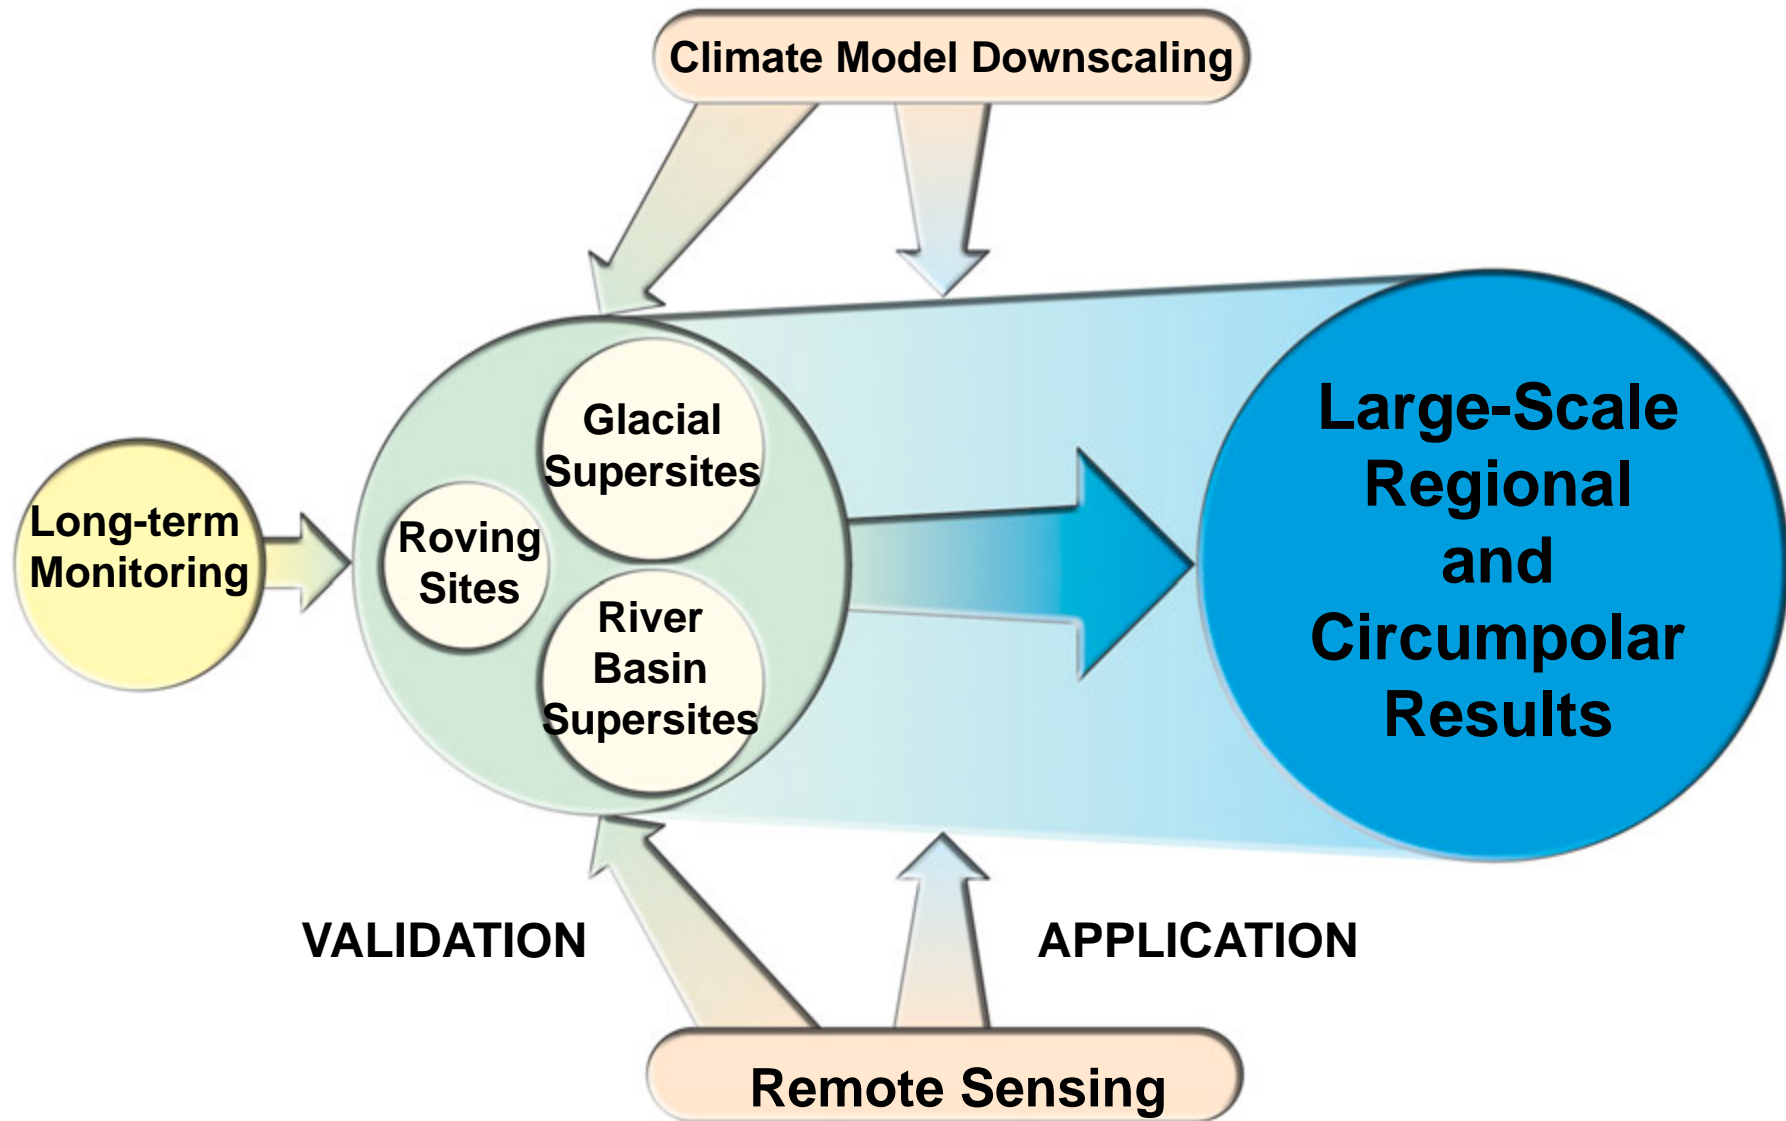 Climate Model Downscaling
Long-term
Monitoring
Glacial
Supersites
Roving
Sites
River
Basin
Supersites
Large-Scale
Regional
and
Circumpolar
Results
VALIDATION
APPLICATION
Remote Sensing